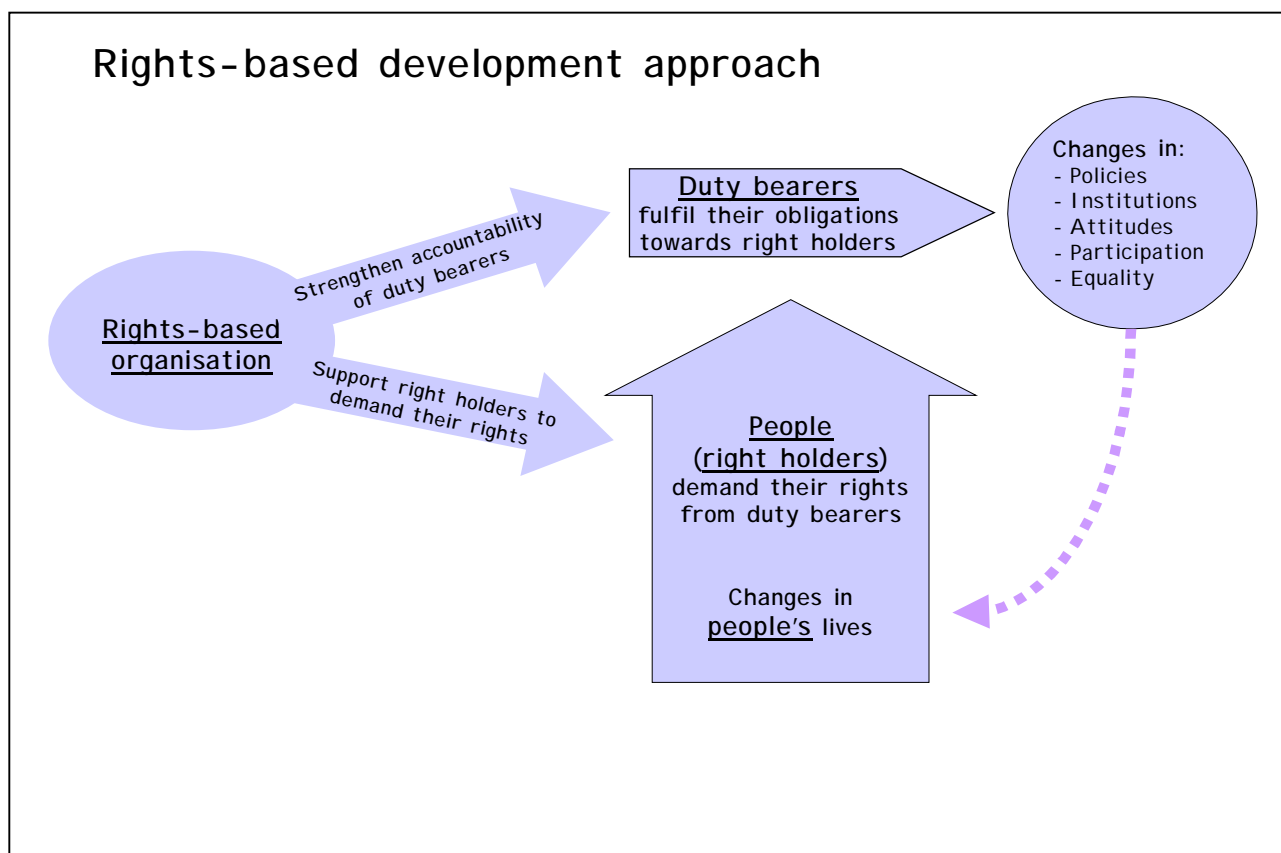 Rights-based development approach
Rights-based
organisation
Strengthen accountability
of duty bearers
Support right holders to
demand their rights
Duty bearers
fulfil their obligations
towards right holders
People
(right holders)
demand their rights
from duty bearers
Changes in
people's lives
Changes in:
- Policies
- Institutions
- Attitudes
- Participation
- Equality